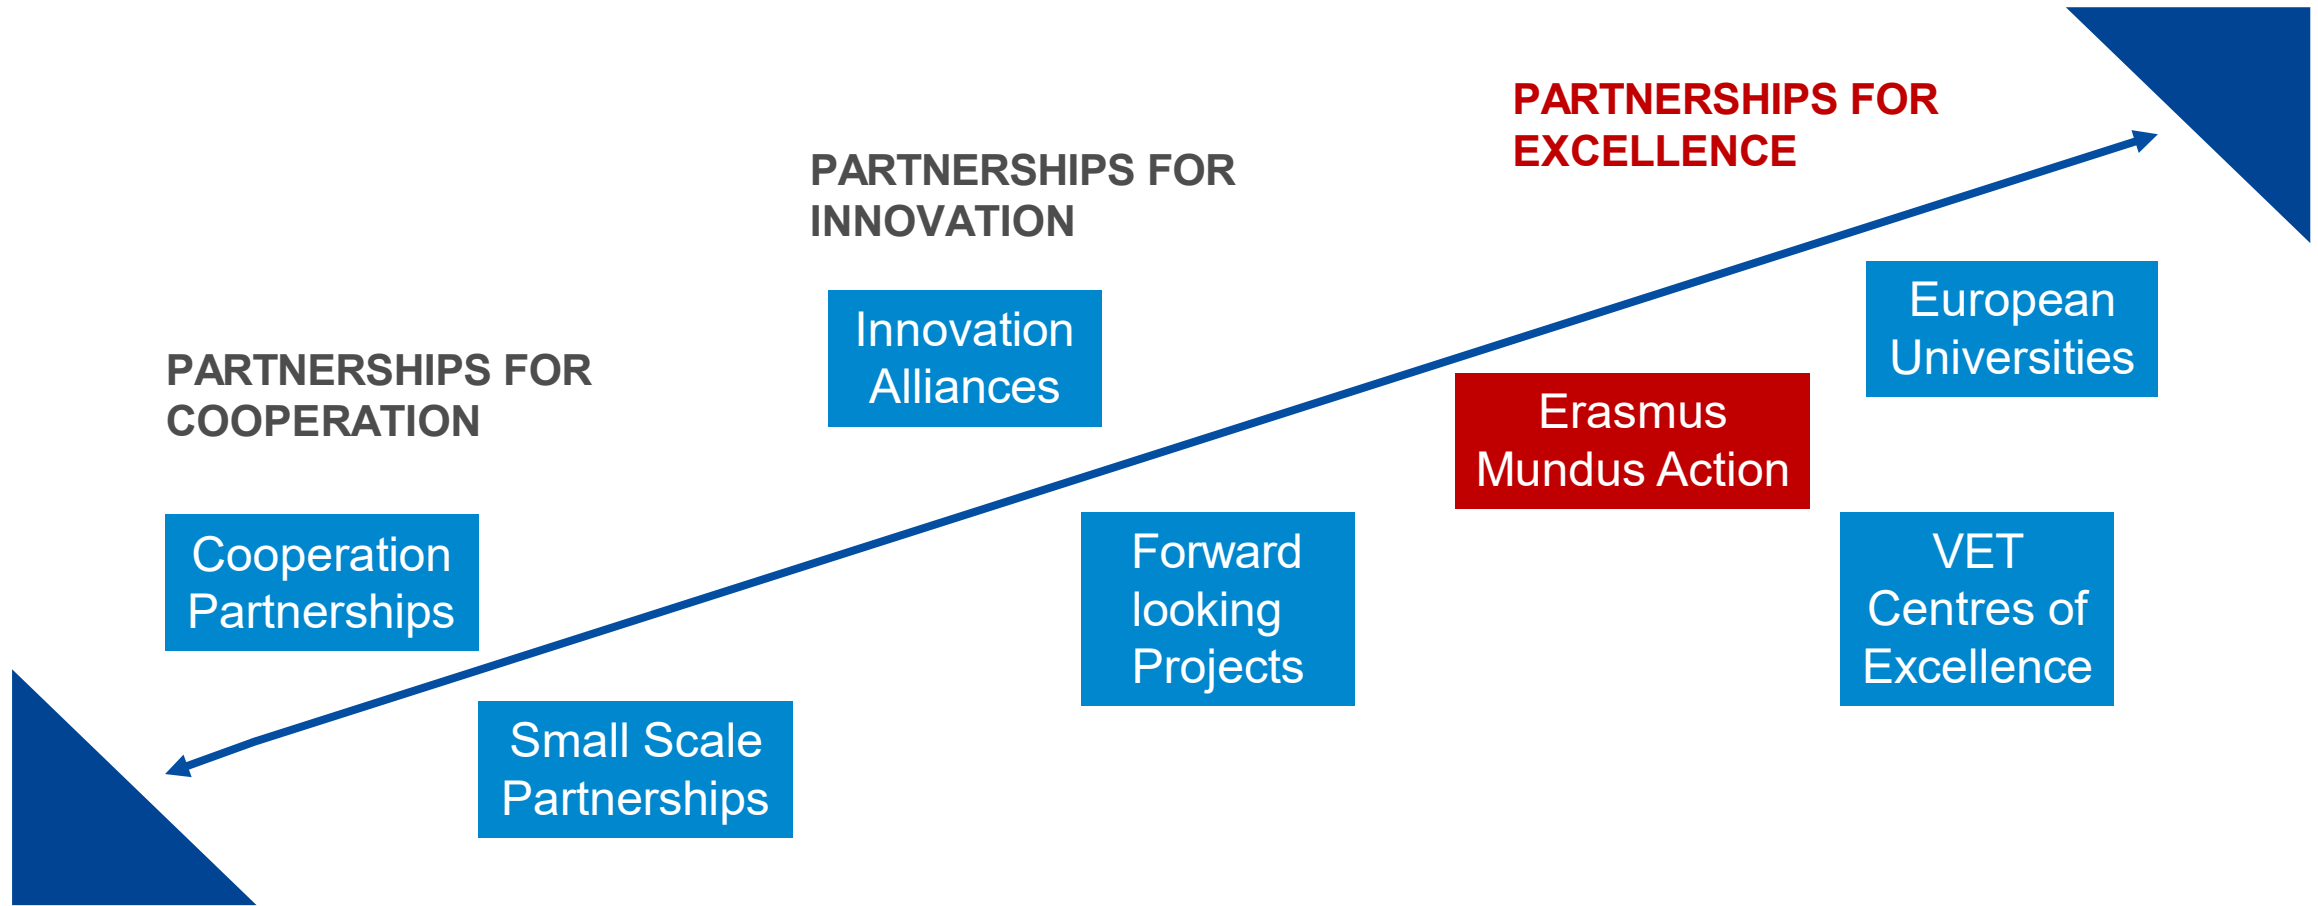 PARTNERSHIPS FOR
COOPERATION
Cooperation
Partnerships
Small Scale
Partnerships
PARTNERSHIPS FOR
INNOVATION
Innovation
Alliances
Forward
looking
Projects
PARTNERSHIPS FOR
EXCELLENCE
Erasmus
Mundus Action
European
Universities
VET
Centres of
Excellence